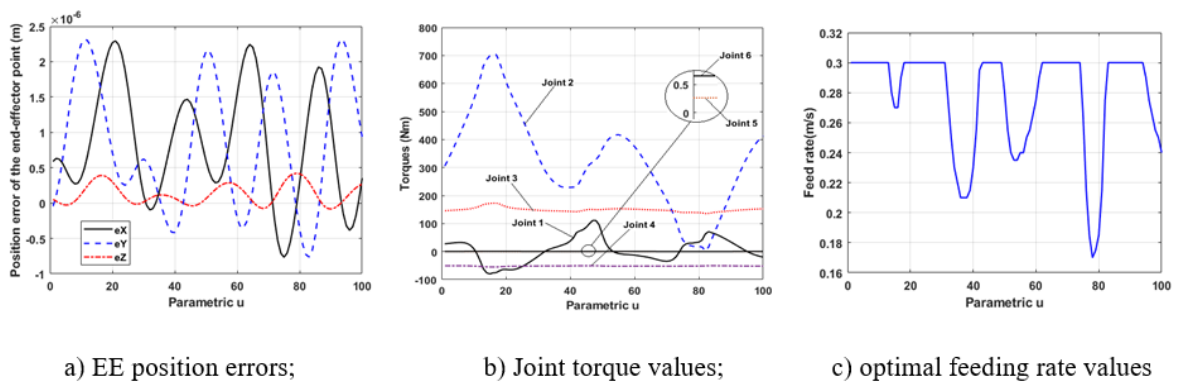 ×10⁻⁶
2.5
2
1.5
1
0.5
0
-0.5
-1
0
20
40
60
80
100
Position error of the end-effector point (m)
Parametric u
eX
eY
eZ
800
700
600
500
400
300
200
100
0
-100
0
20
40
60
80
100
Torques (Nm)
Parametric u
Joint 2
Joint 6
0.5
0
Joint 5
Joint 3
Joint 1
Joint 4
0.32
0.3
0.28
0.26
0.24
0.22
0.2
0.18
0.16
0
20
40
60
80
100
Feed rate(m/s)
Parametric u
a) EE position errors;
b) Joint torque values;
c) optimal feeding rate values